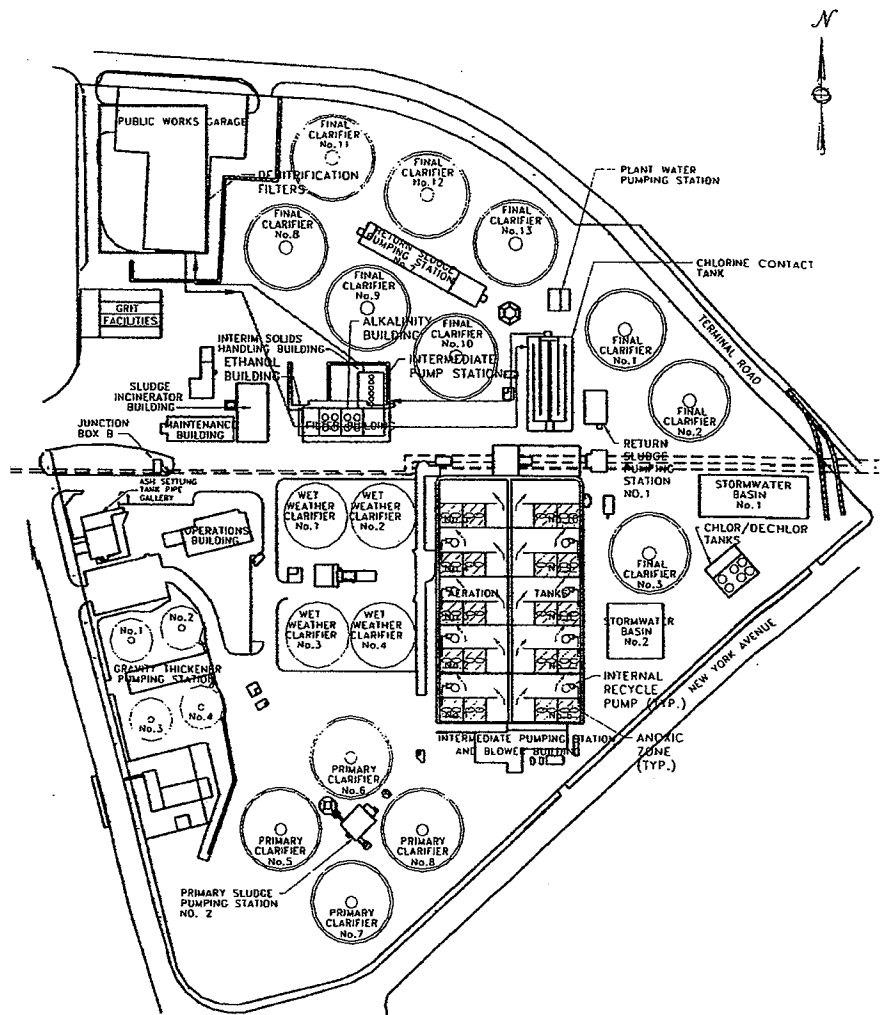 N
PUBLIC WORKS GARAGE
FINAL
CLARIFIER
No.11
FINAL
CLARIFIER
No.12
DENITRIFICATION
FILTERS
PLANT WATER
PUMPING STATION
FINAL
CLARIFIER
No.8
RETURN SLUDGE
PUMPING STATION
No. 2
FINAL
CLARIFIER
No.13
CHLORINE CONTACT
TANK
FINAL
CLARIFIER
No.9
GRIT
FACILITIES
ALKALINITY
BUILDING
FINAL
CLARIFIER
No.10
FINAL
CLARIFIER
No.1
TERMINAL ROAD
INTERIM SOLIDS
HANDLING BUILDING
ETHANOL
BUILDING
INTERMEDIATE
PUMP STATION
SLUDGE
INCINERATOR
BUILDING
FINAL
CLARIFIER
No.2
JUNCTION
BOX B
MAINTENANCE
BUILDING
FILTER BUILDING
RETURN
SLUDGE
PUMPING
STATION
NO.1
ASH SETTLING
TANK PIPE
GALLERY
STORMWATER
BASIN
No.1
OPERATIONS
BUILDING
WET
WEATHER
CLARIFIER
No.1
WET
WEATHER
CLARIFIER
No.2
CHLOR/DECHLOR
TANKS
FINAL
CLARIFIER
No.3
AERATION TANKS
No.1
No.2
WET
WEATHER
CLARIFIER
No.3
WET
WEATHER
CLARIFIER
No.4
STORMWATER
BASIN
No.2
NEW YORK AVENUE
GRAVITY THICKENER
PUMPING STATION
No.3
No.4
INTERNAL
RECYCLE
PUMP (TYP.)
INTERMEDIATE PUMPING STATION
AND BLOWER BUILDING
ANOXIC
ZONE
(TYP.)
PRIMARY
CLARIFIER
No.6
PRIMARY
CLARIFIER
No.5
PRIMARY
CLARIFIER
No.8
PRIMARY SLUDGE
PUMPING STATION
NO. 2
PRIMARY
CLARIFIER
No.7